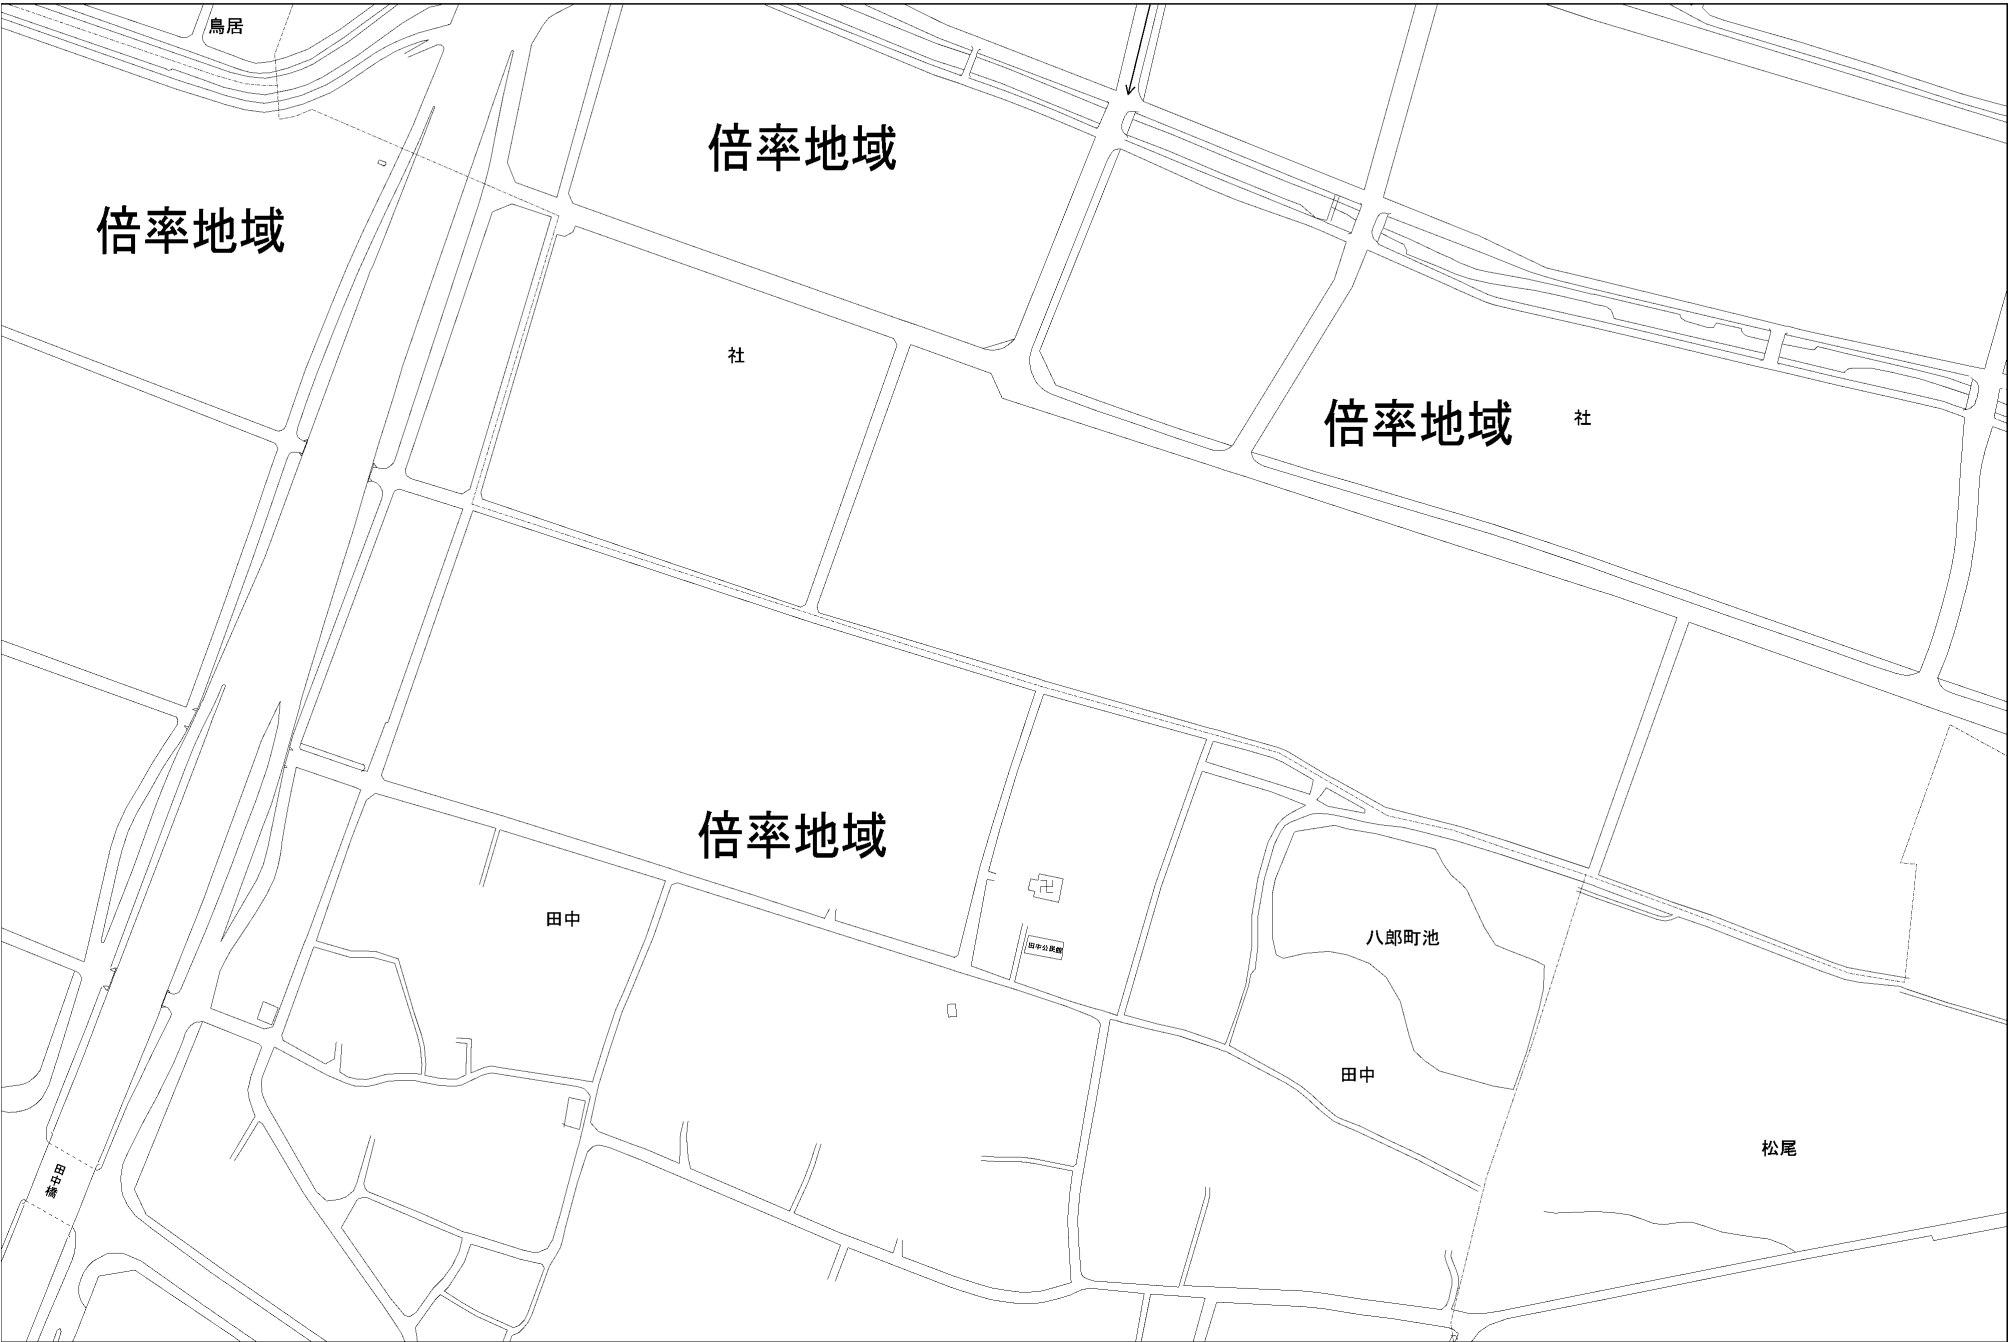 鳥居
倍率地域
倍率地域
社
倍率地域
社
倍率地域
田中
八郎町池
田中公民館
田中
松尾
田中橋